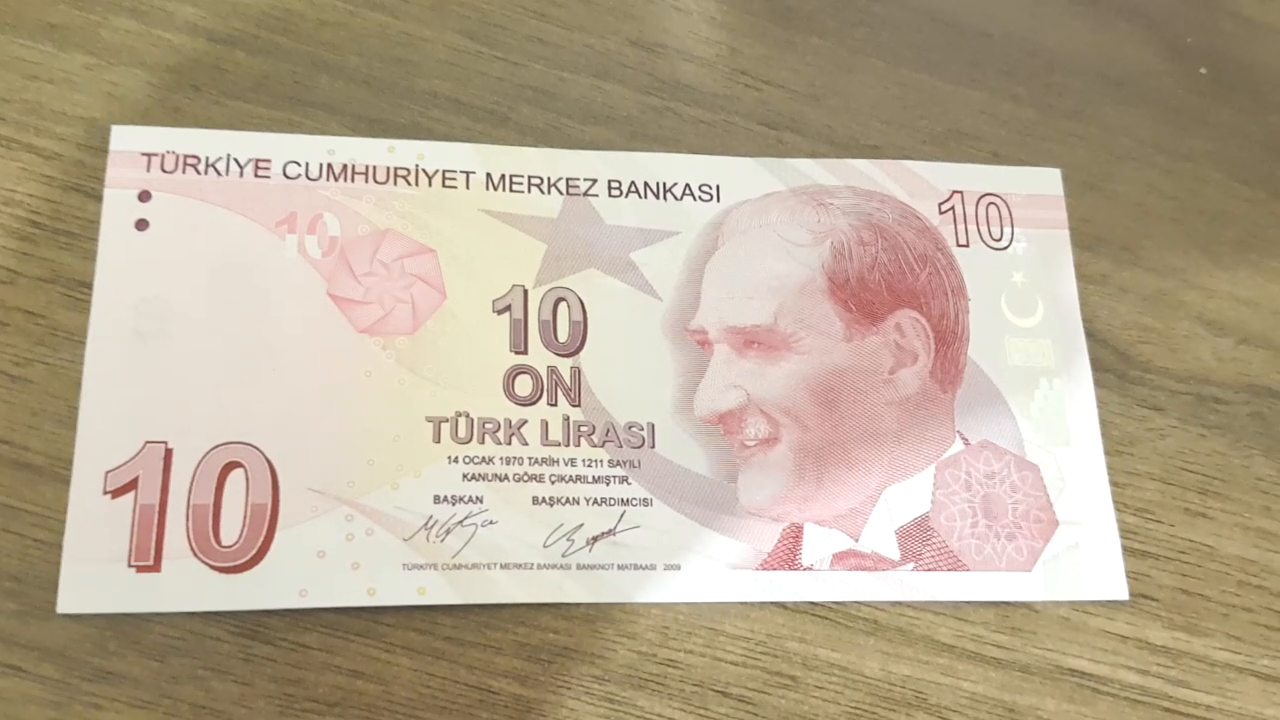 TÜRKİYE CUMHURİYET MERKEZ BANKASI
10
10
10
ON
TÜRK LİRASI
14 OCAK 1970 TARİH VE 1211 SAYILI
KANUNA GÖRE ÇIKARILMIŞTIR.
BAŞKAN BAŞKAN YARDIMCISI
10
TÜRKİYE CUMHURİYET MERKEZ BANKASI BANKNOT MATBAASI 2009